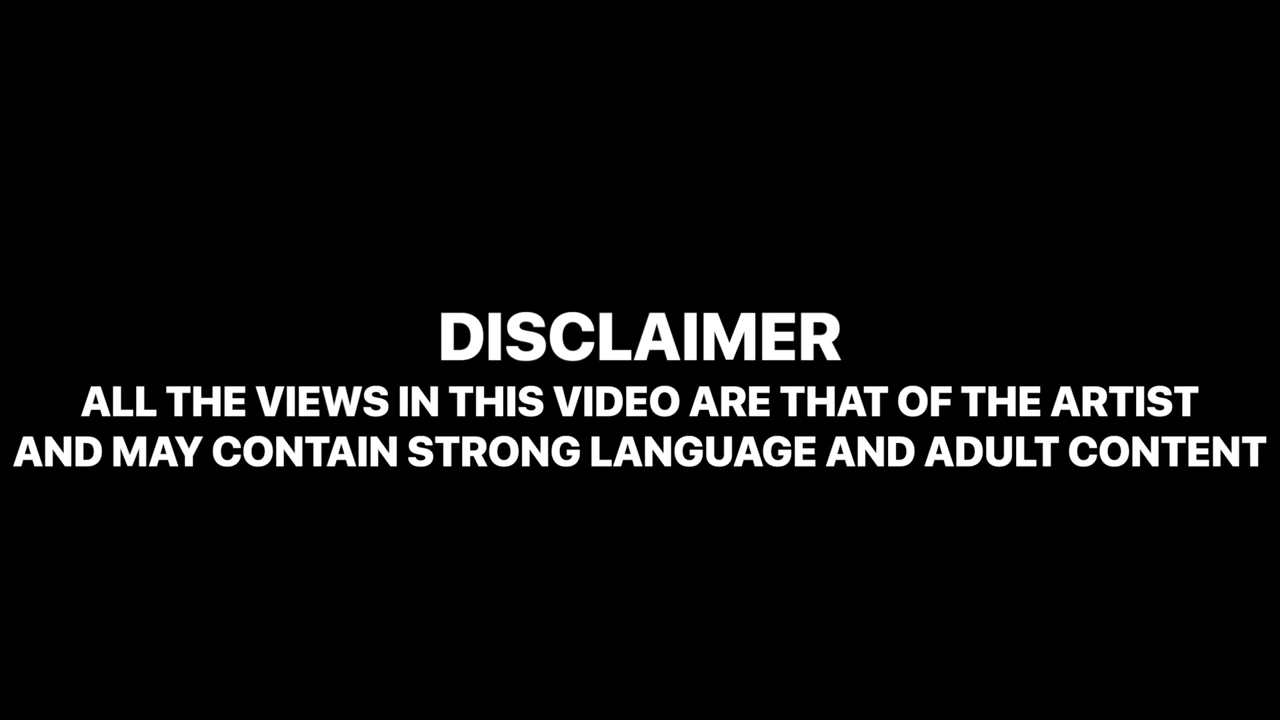 DISCLAIMER
ALL THE VIEWS IN THIS VIDEO ARE THAT OF THE ARTIST
AND MAY CONTAIN STRONG LANGUAGE AND ADULT CONTENT